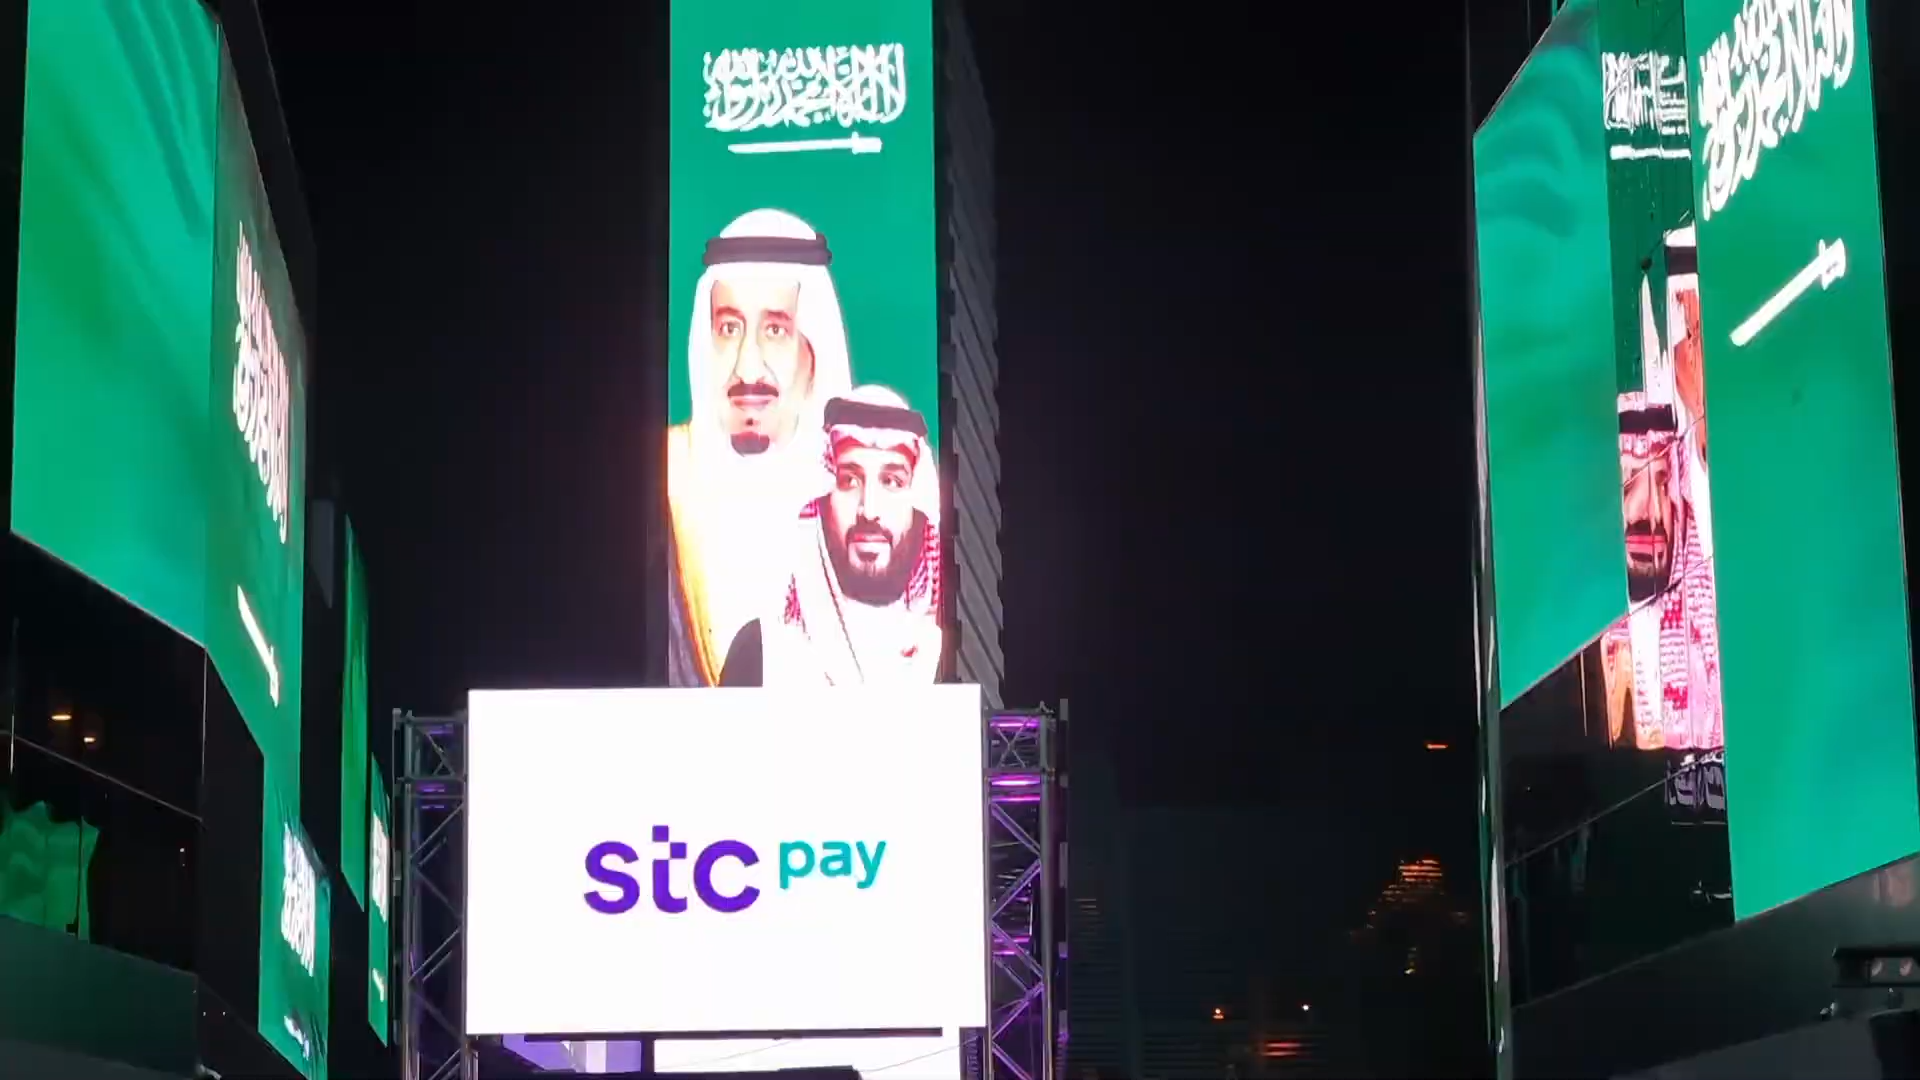 لا إله إلا الله محمد رسول الله
stc pay